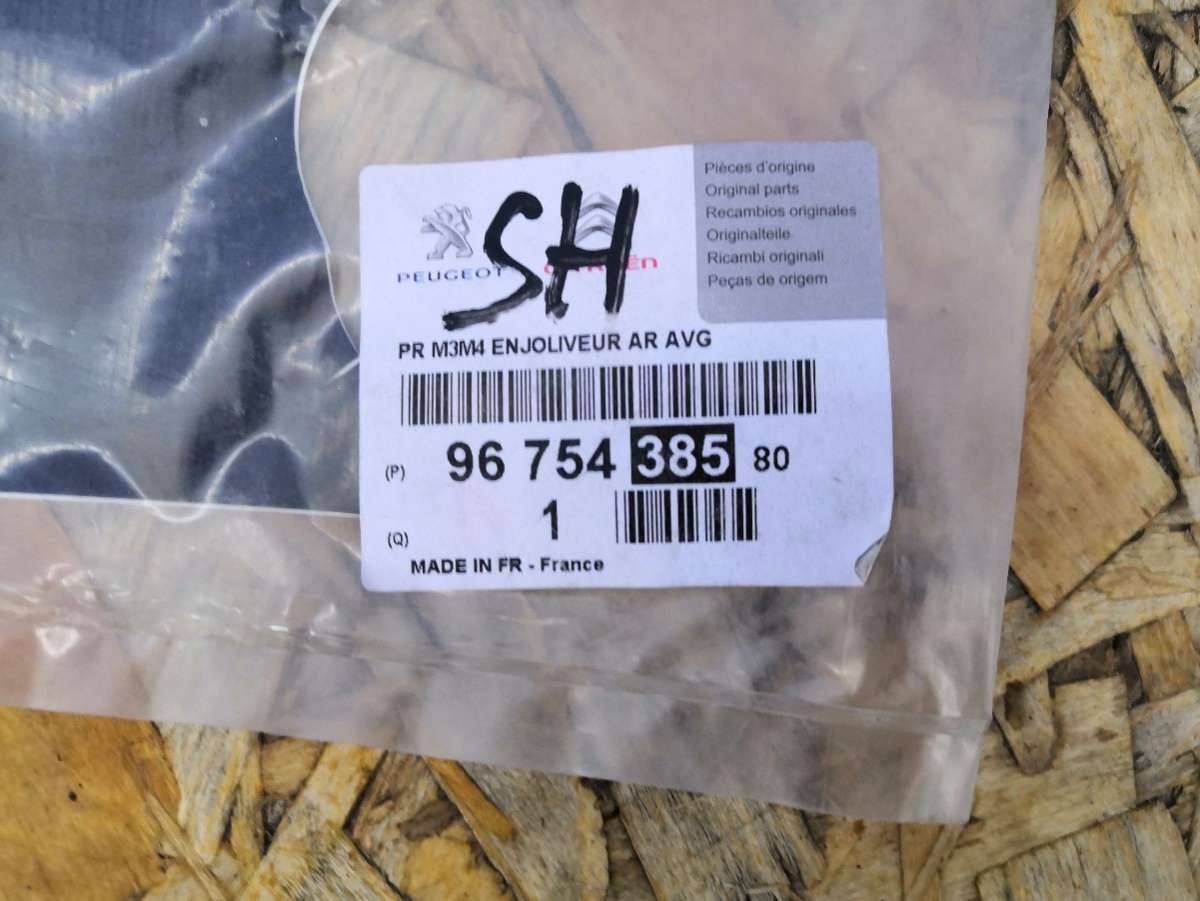 SH
PEUGEOT
Pièces d'origine
Original parts
Recambios originales
Originalteile
Ricambi originali
Peças de origem
PR M3M4 ENJOLIVEUR AR AVG
(P) 96 754 385 80
(Q) 1
MADE IN FR - France